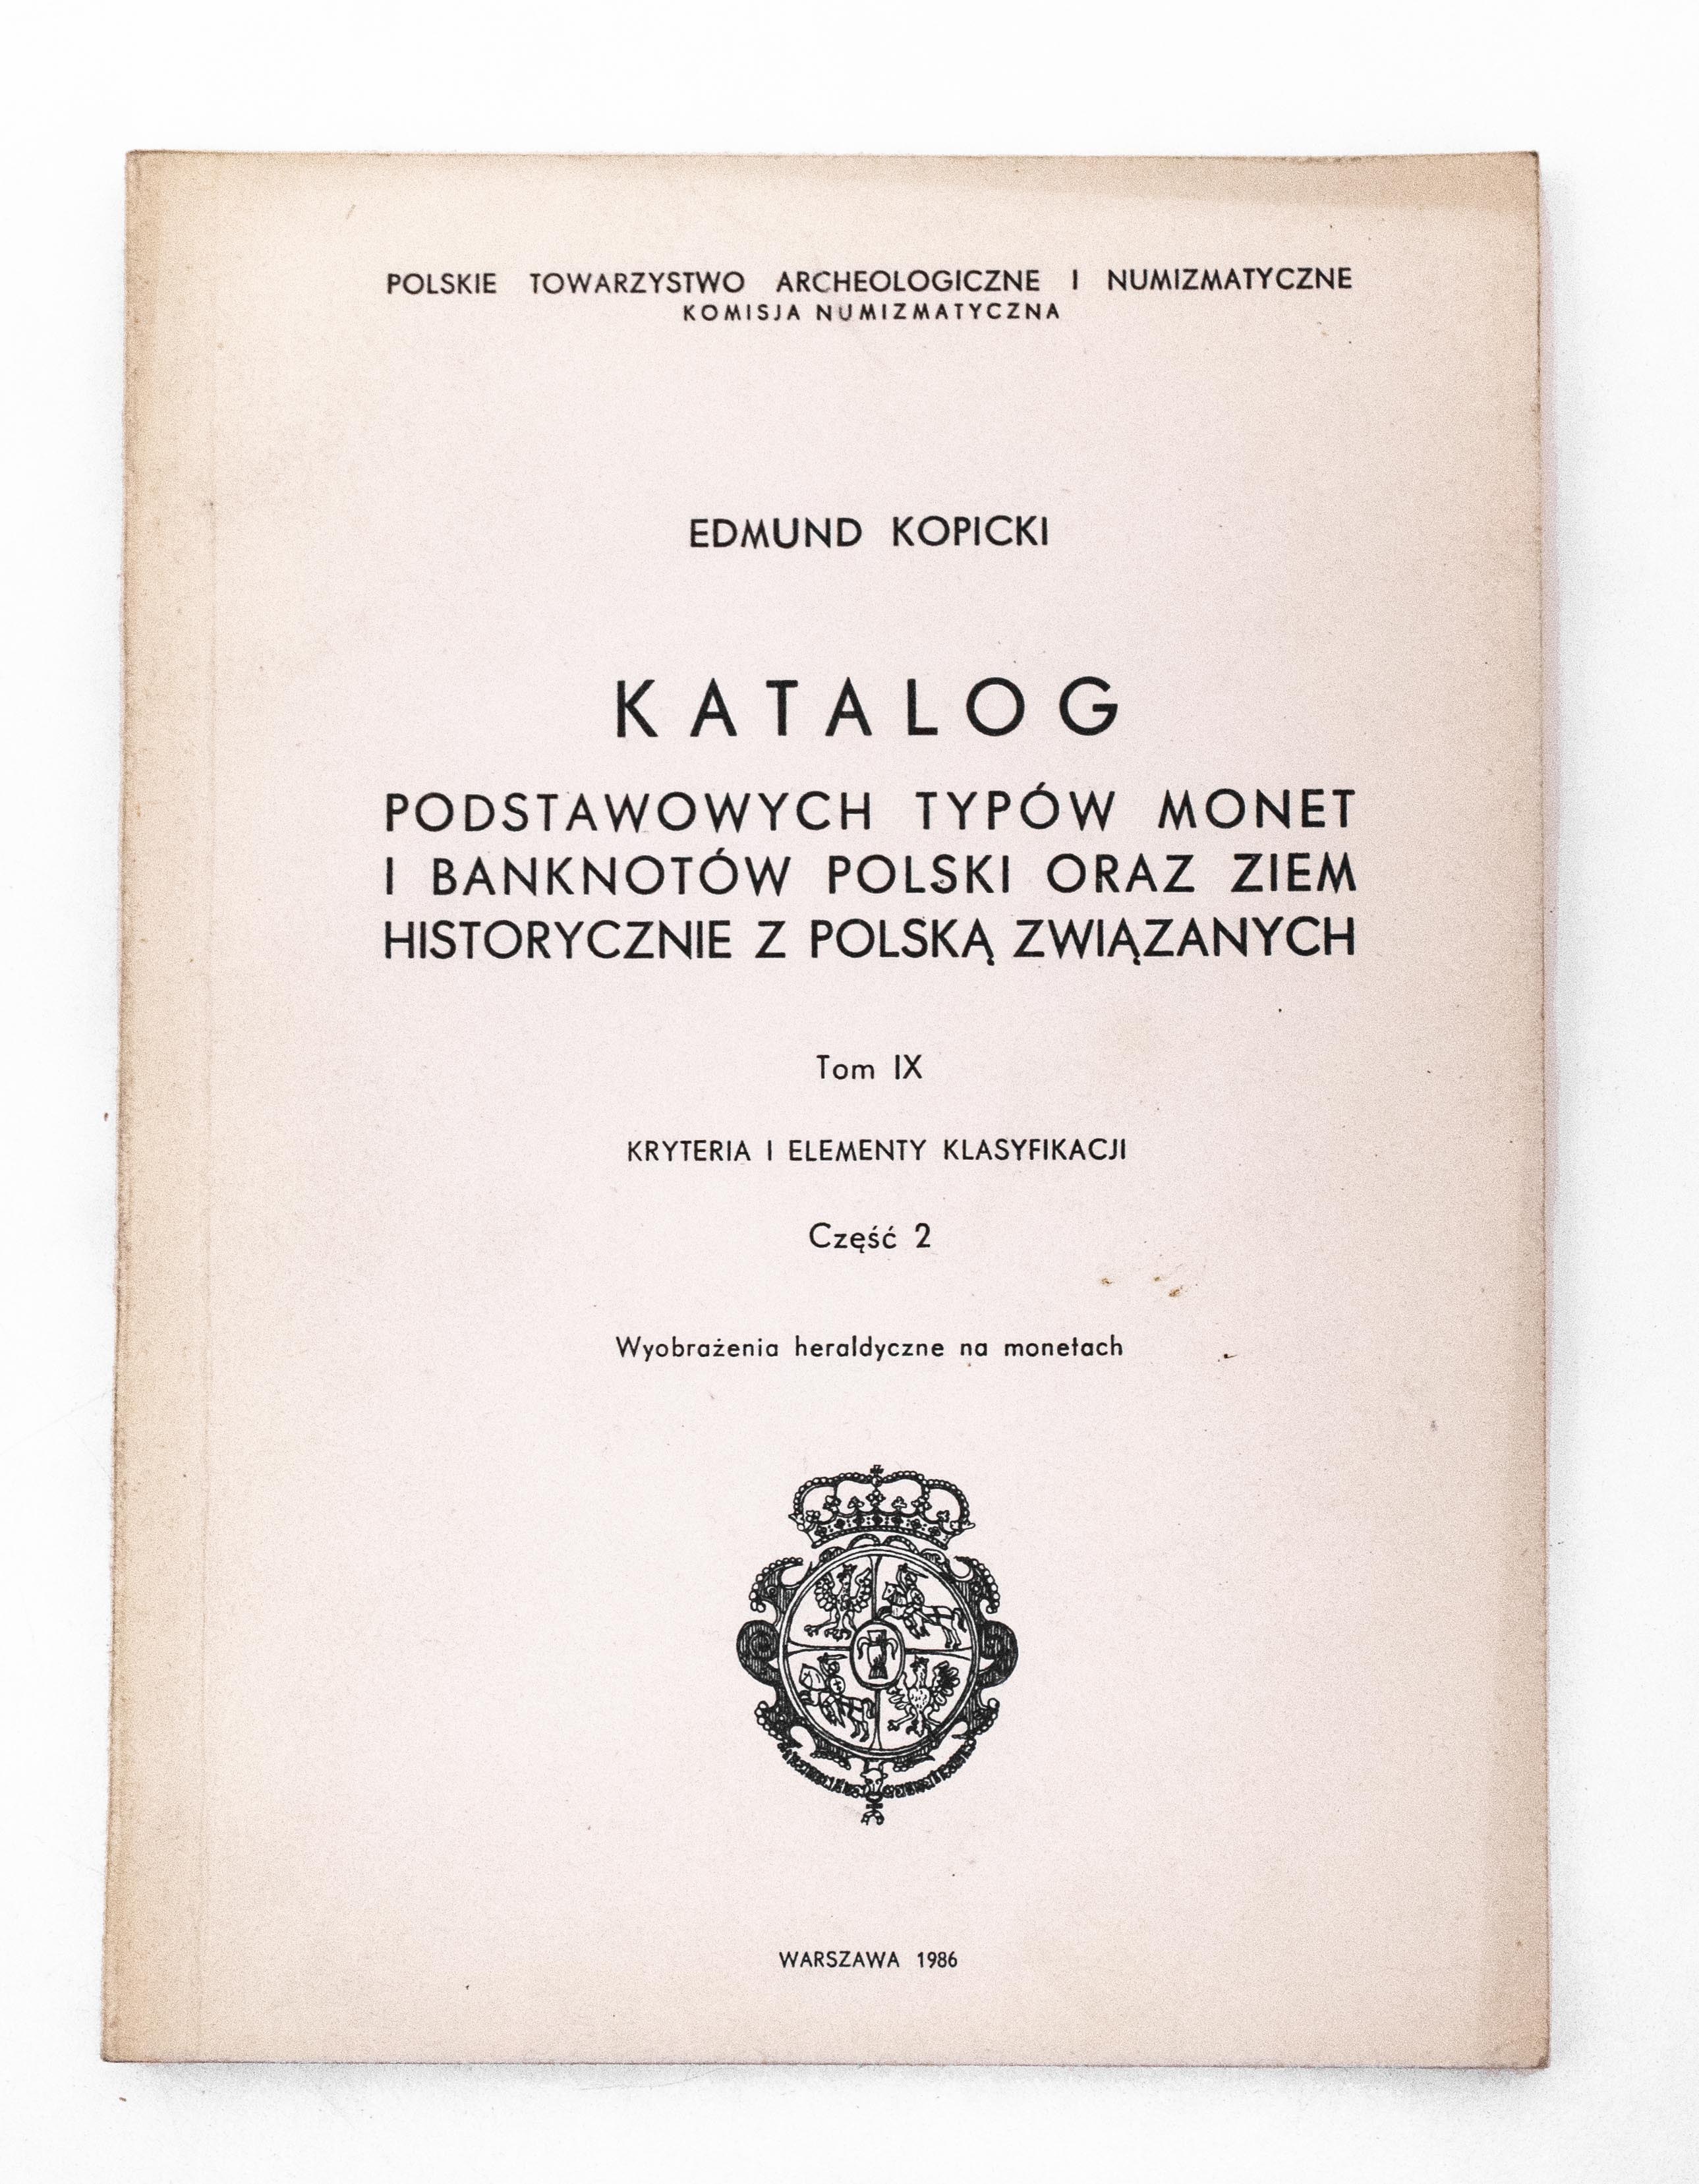 POLSKIE TOWARZYSTWO ARCHEOLOGICZNE I NUMIZMATYCZNE
KOMISJA NUMIZMATYCZNA
EDMUND KOPICKI
KATALOG
PODSTAWOWYCH TYPÓW MONET
I BANKNOTÓW POLSKI ORAZ ZIEM
HISTORYCZNIE Z POLSKĄ ZWIĄZANYCH
Tom IX
KRYTERIA I ELEMENTY KLASYFIKACJI
Część 2
Wyobrażenia heraldyczne na monetach
WARSZAWA 1986